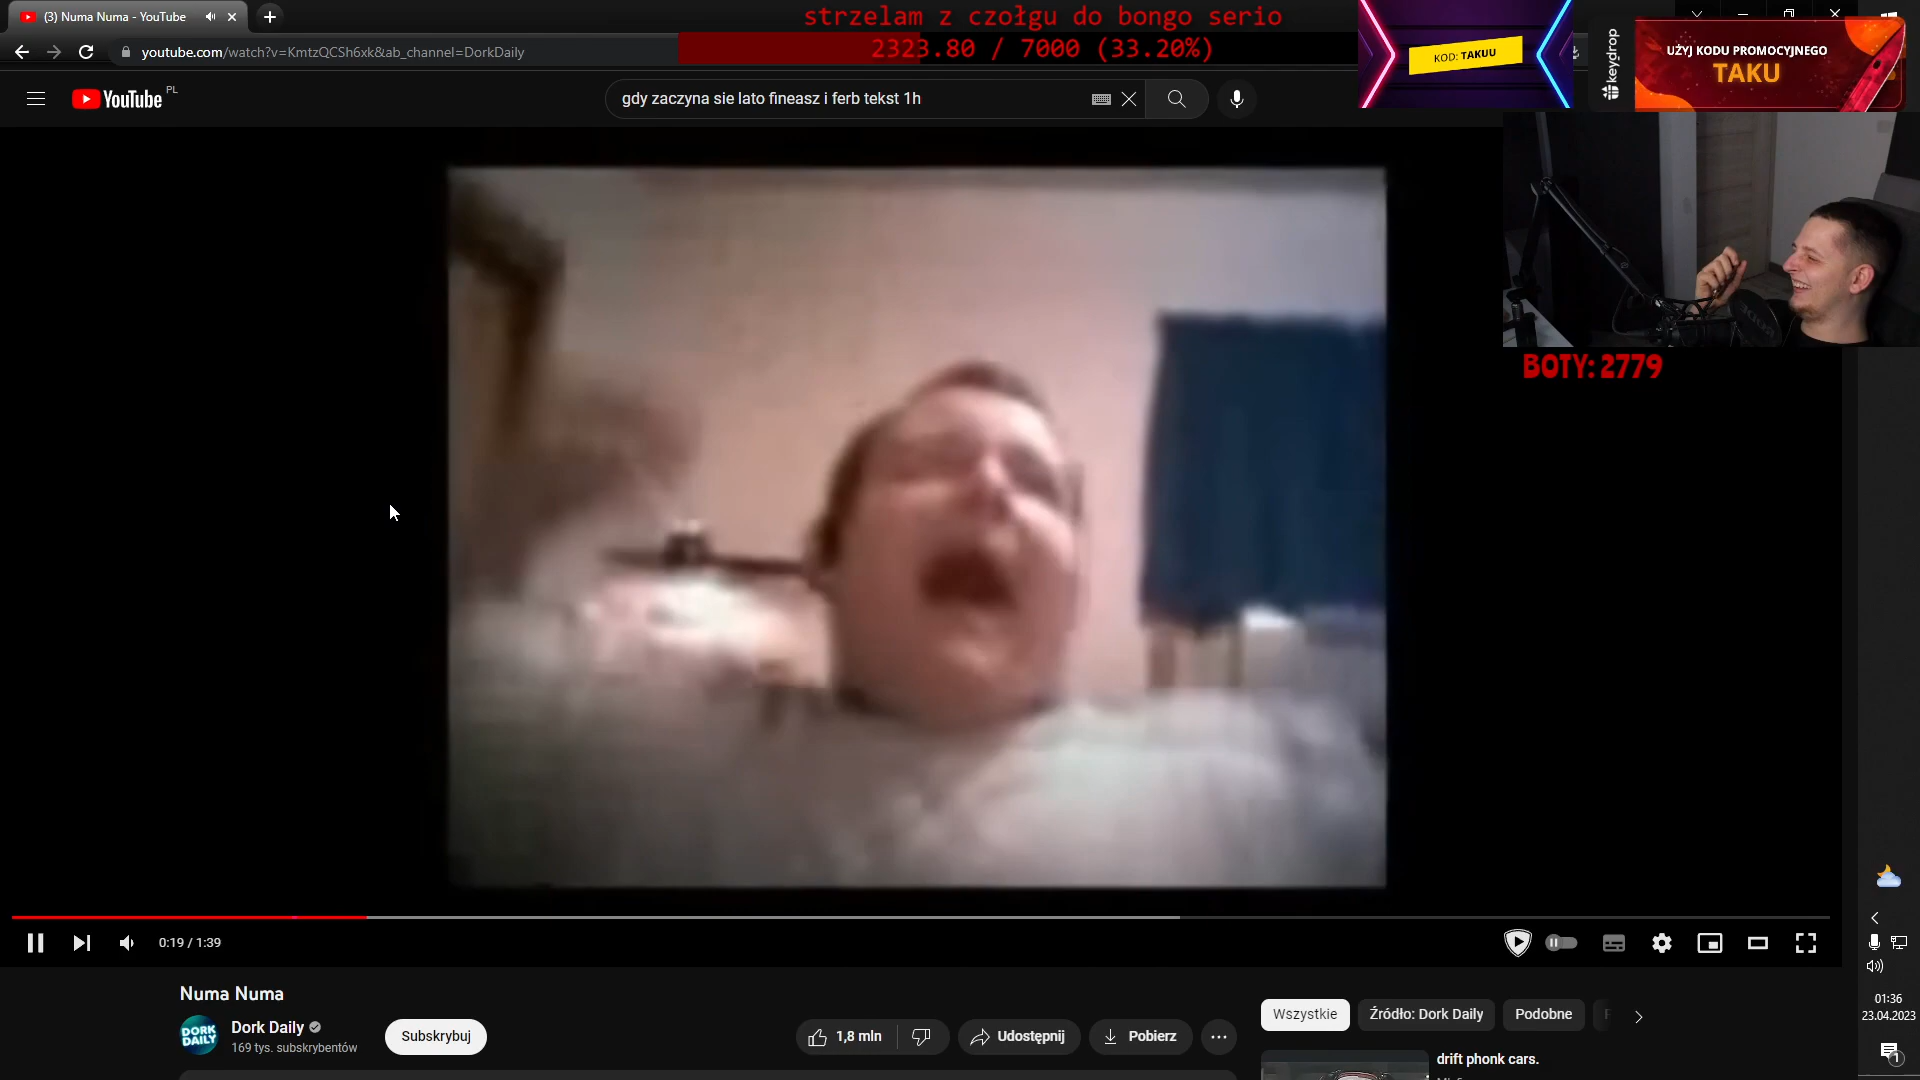 (3) Numa Numa - YouTube
youtube.com/watch?v=KmtzQCSh6xk&ab_channel=DorkDaily
strzelam z czołgu do bongo serio
2323.80 / 7000 (33.20%)
KOD: TAKUU
keydrop
UŻYJ KODU PROMOCYJNEGO
TAKU
YouTube PL
gdy zaczyna sie lato fineasz i ferb tekst 1h
BOTY: 2779
0:19 / 1:39
Numa Numa
DORK DAILY
Dork Daily
169 tys. subskrybentów
Subskrybuj
1,8 mln
Udostępnij
Pobierz
Wszystkie
Źródło: Dork Daily
Podobne
drift phonk cars.
01:36
23.04.2023
1